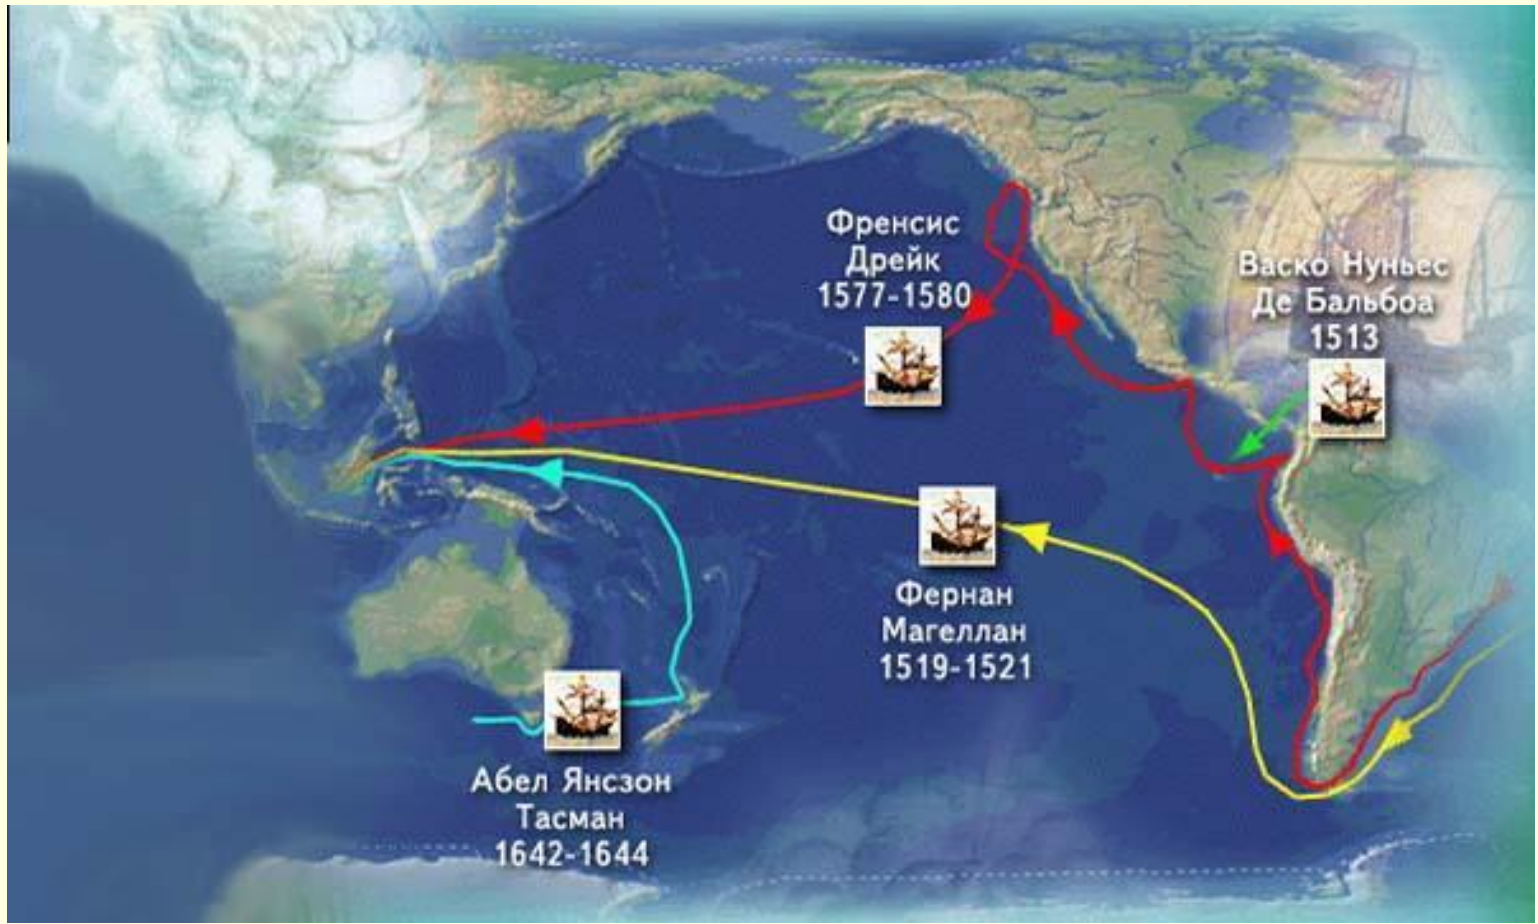 Френсис
Дрейк
1577-1580
Васко Нуньес
Де Бальбоа
1513
Фернан
Магеллан
1519-1521
Абел Янсзон
Тасман
1642-1644